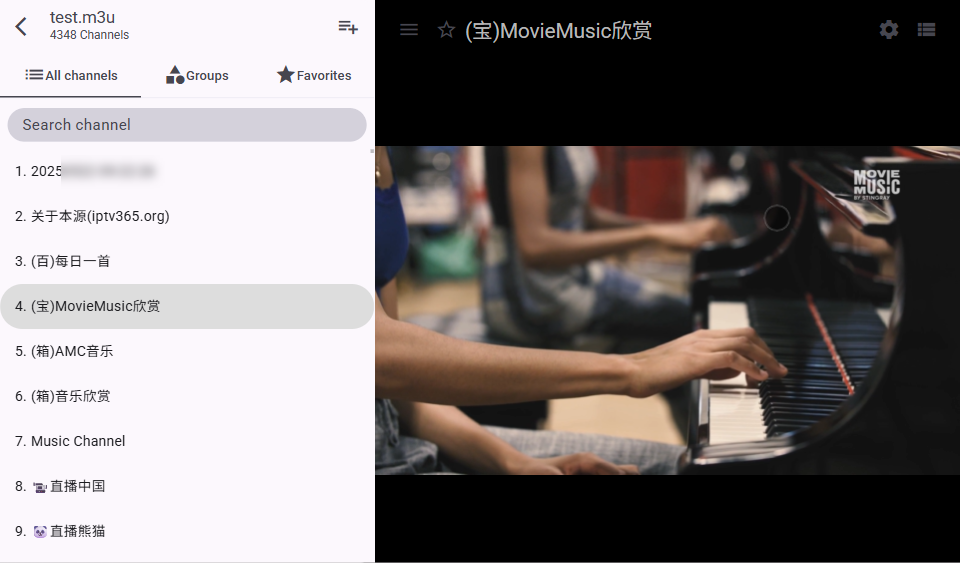 test.m3u
4348 Channels
All channels
Groups
Favorites
Search channel
1. 2025
2. 关于本源(iptv365.org)
3. (百)每日一首
4. (宝)MovieMusic欣赏
5. (箱)AMC音乐
6. (箱)音乐欣赏
7. Music Channel
8. 直播中国
9. 直播熊猫
(宝)MovieMusic欣赏
MOVIE
MUSIC
BY STINGRAY